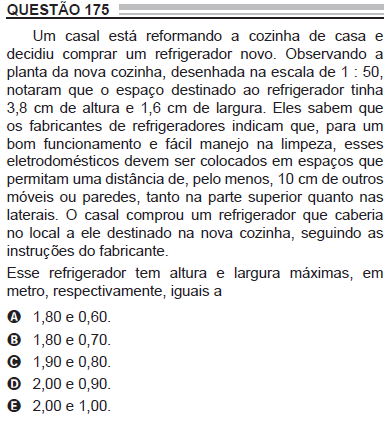 QUESTÃO 175
Um casal está reformando a cozinha de casa e
decidiu comprar um refrigerador novo. Observando a
planta da nova cozinha, desenhada na escala de 1 : 50,
notaram que o espaço destinado ao refrigerador tinha
3,8 cm de altura e 1,6 cm de largura. Eles sabem que
os fabricantes de refrigeradores indicam que, para um
bom funcionamento e fácil manejo na limpeza, esses
eletrodomésticos devem ser colocados em espaços que
permitam uma distância de, pelo menos, 10 cm de outros
móveis ou paredes, tanto na parte superior quanto nas
laterais. O casal comprou um refrigerador que caberia
no local a ele destinado na nova cozinha, seguindo as
instruções do fabricante.
Esse refrigerador tem altura e largura máximas, em
metro, respectivamente, iguais a
A 1,80 e 0,60.
B 1,80 e 0,70.
C 1,90 e 0,80.
D 2,00 e 0,90.
E 2,00 e 1,00.